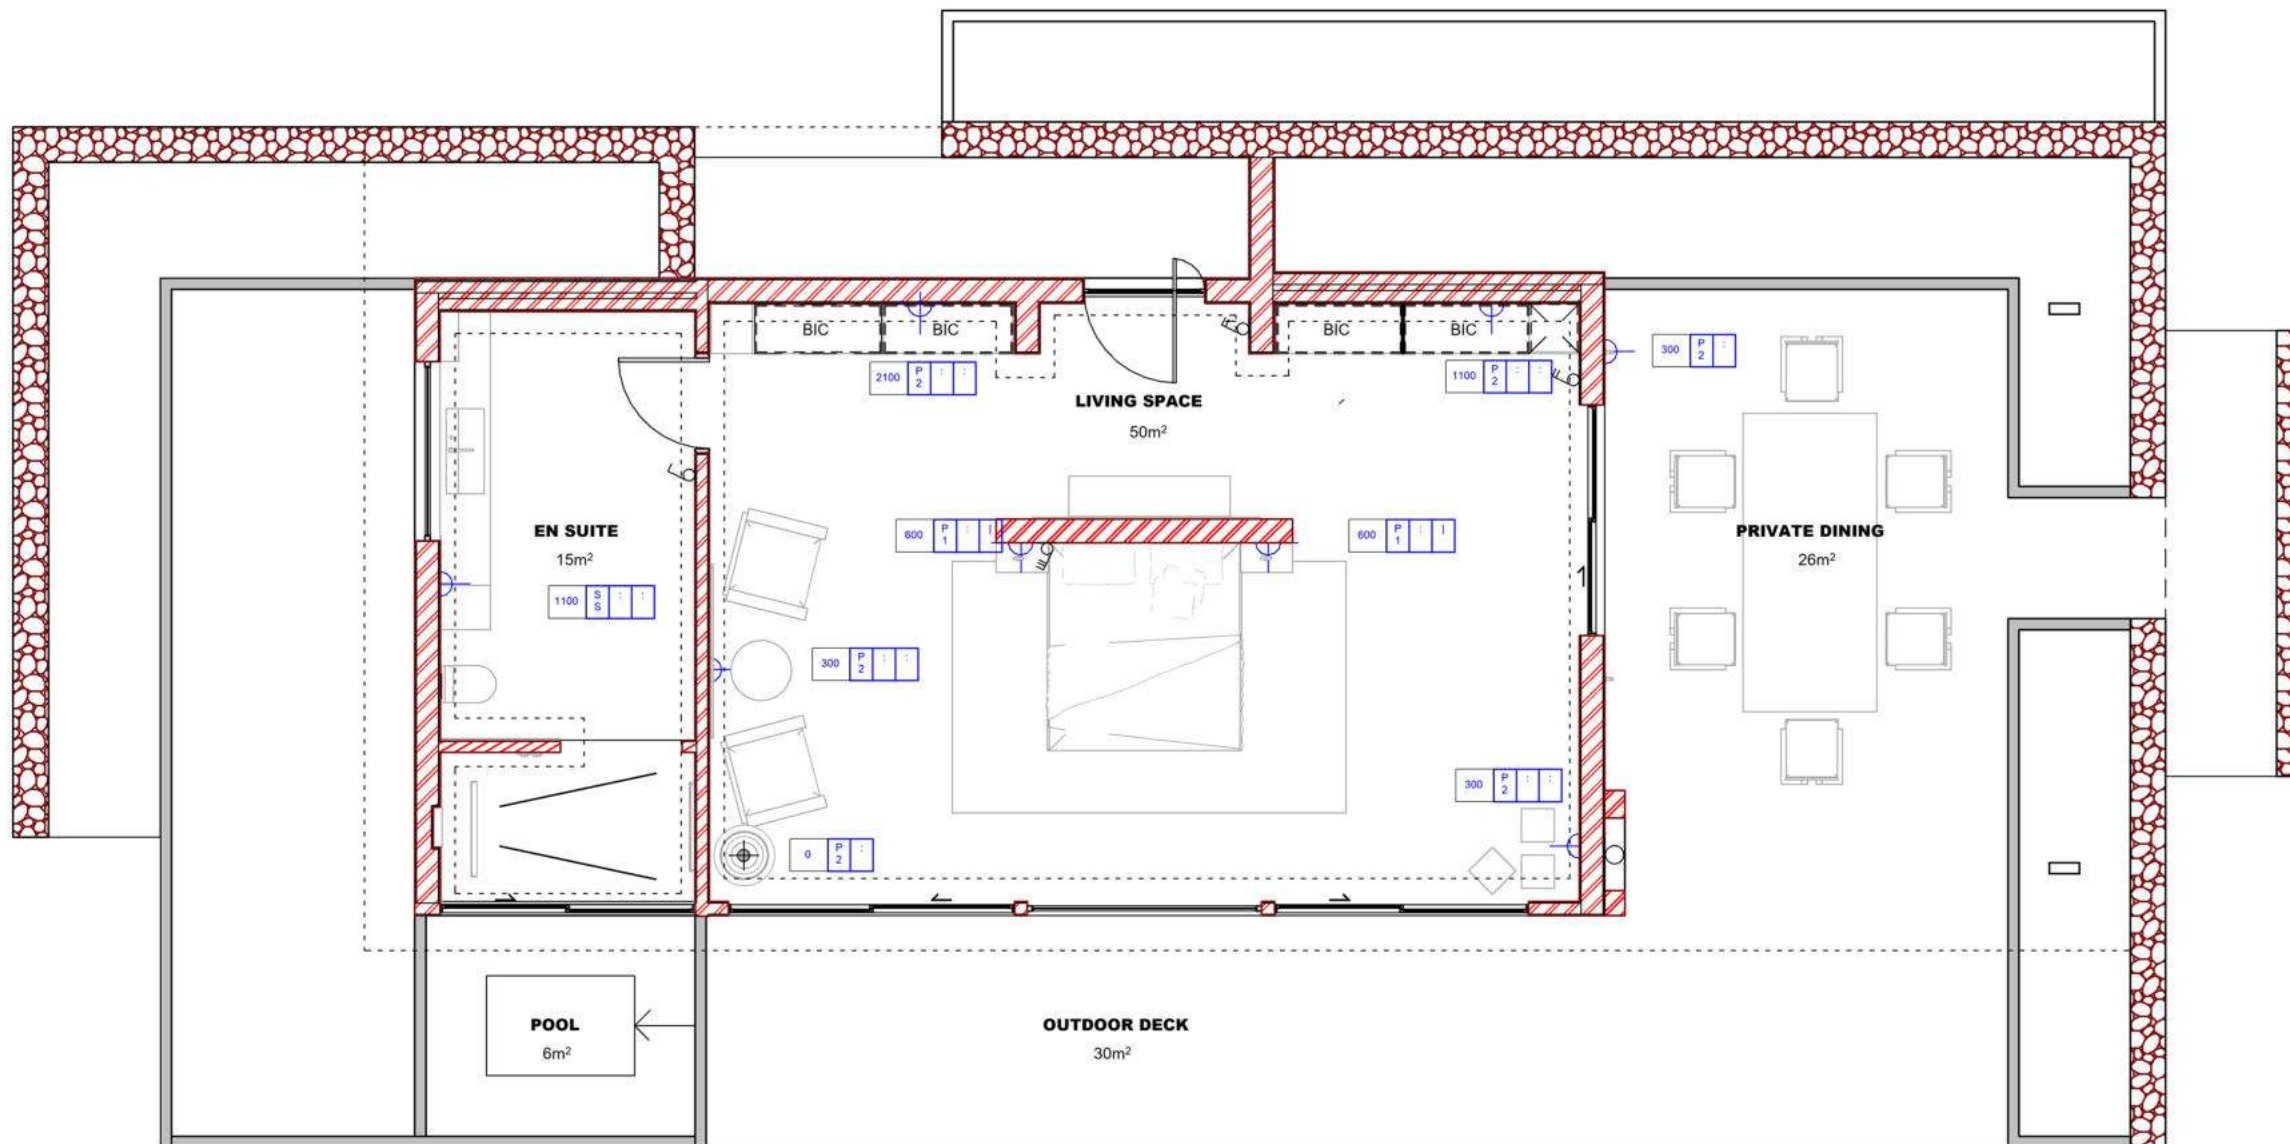 BIC
BIC
BIC
BIC
2100
P
2
:
:
1100
P
2
:
:
300
P
2
:
LIVING SPACE
50m²
EN SUITE
15m²
600
P
1
:
|
600
P
1
:
|
PRIVATE DINING
26m²
1100
S
S
:
:
300
P
2
:
:
300
P
2
:
:
0
P
2
:
POOL
6m²
OUTDOOR DECK
30m²